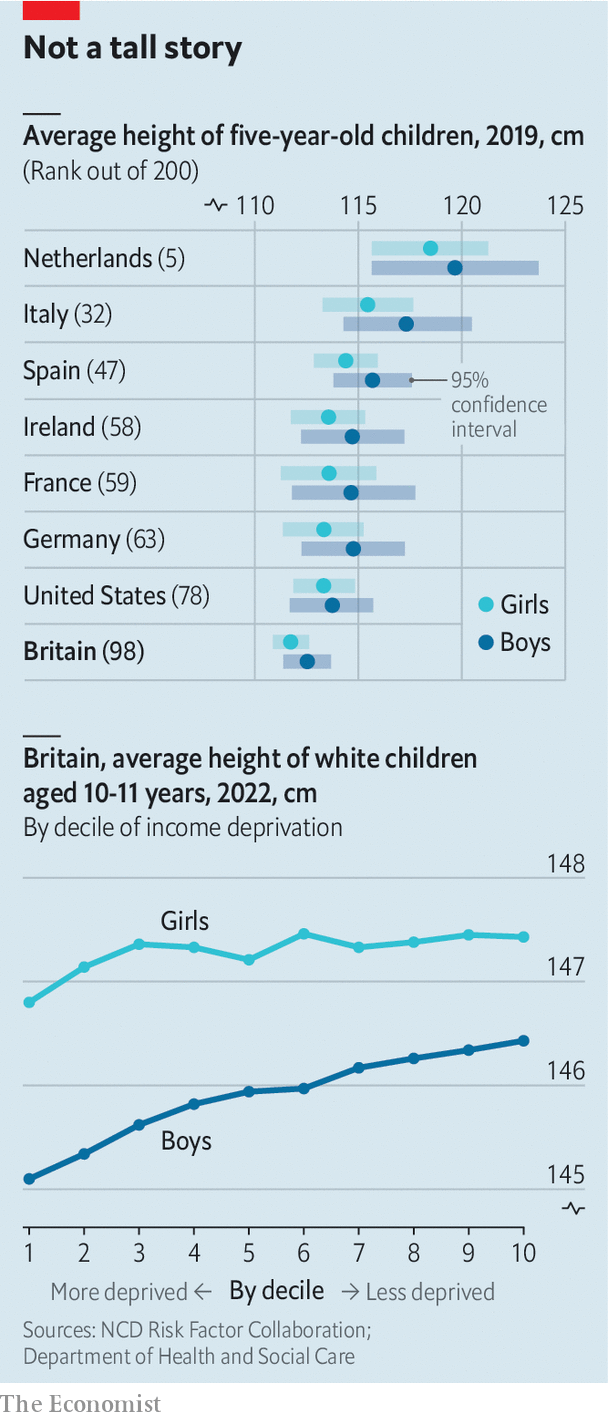 Not a tall story
Average height of five-year-old children, 2019, cm
(Rank out of 200)
110 115 120 125
Netherlands (5)
Italy (32)
Spain (47)
95%
confidence
interval
Ireland (58)
France (59)
Germany (63)
United States (78)
Girls
Boys
Britain (98)
Britain, average height of white children
aged 10-11 years, 2022, cm
By decile of income deprivation
148
Girls
147
146
Boys
145
1 2 3 4 5 6 7 8 9 10
More deprived ← By decile → Less deprived
Sources: NCD Risk Factor Collaboration;
Department of Health and Social Care
The Economist